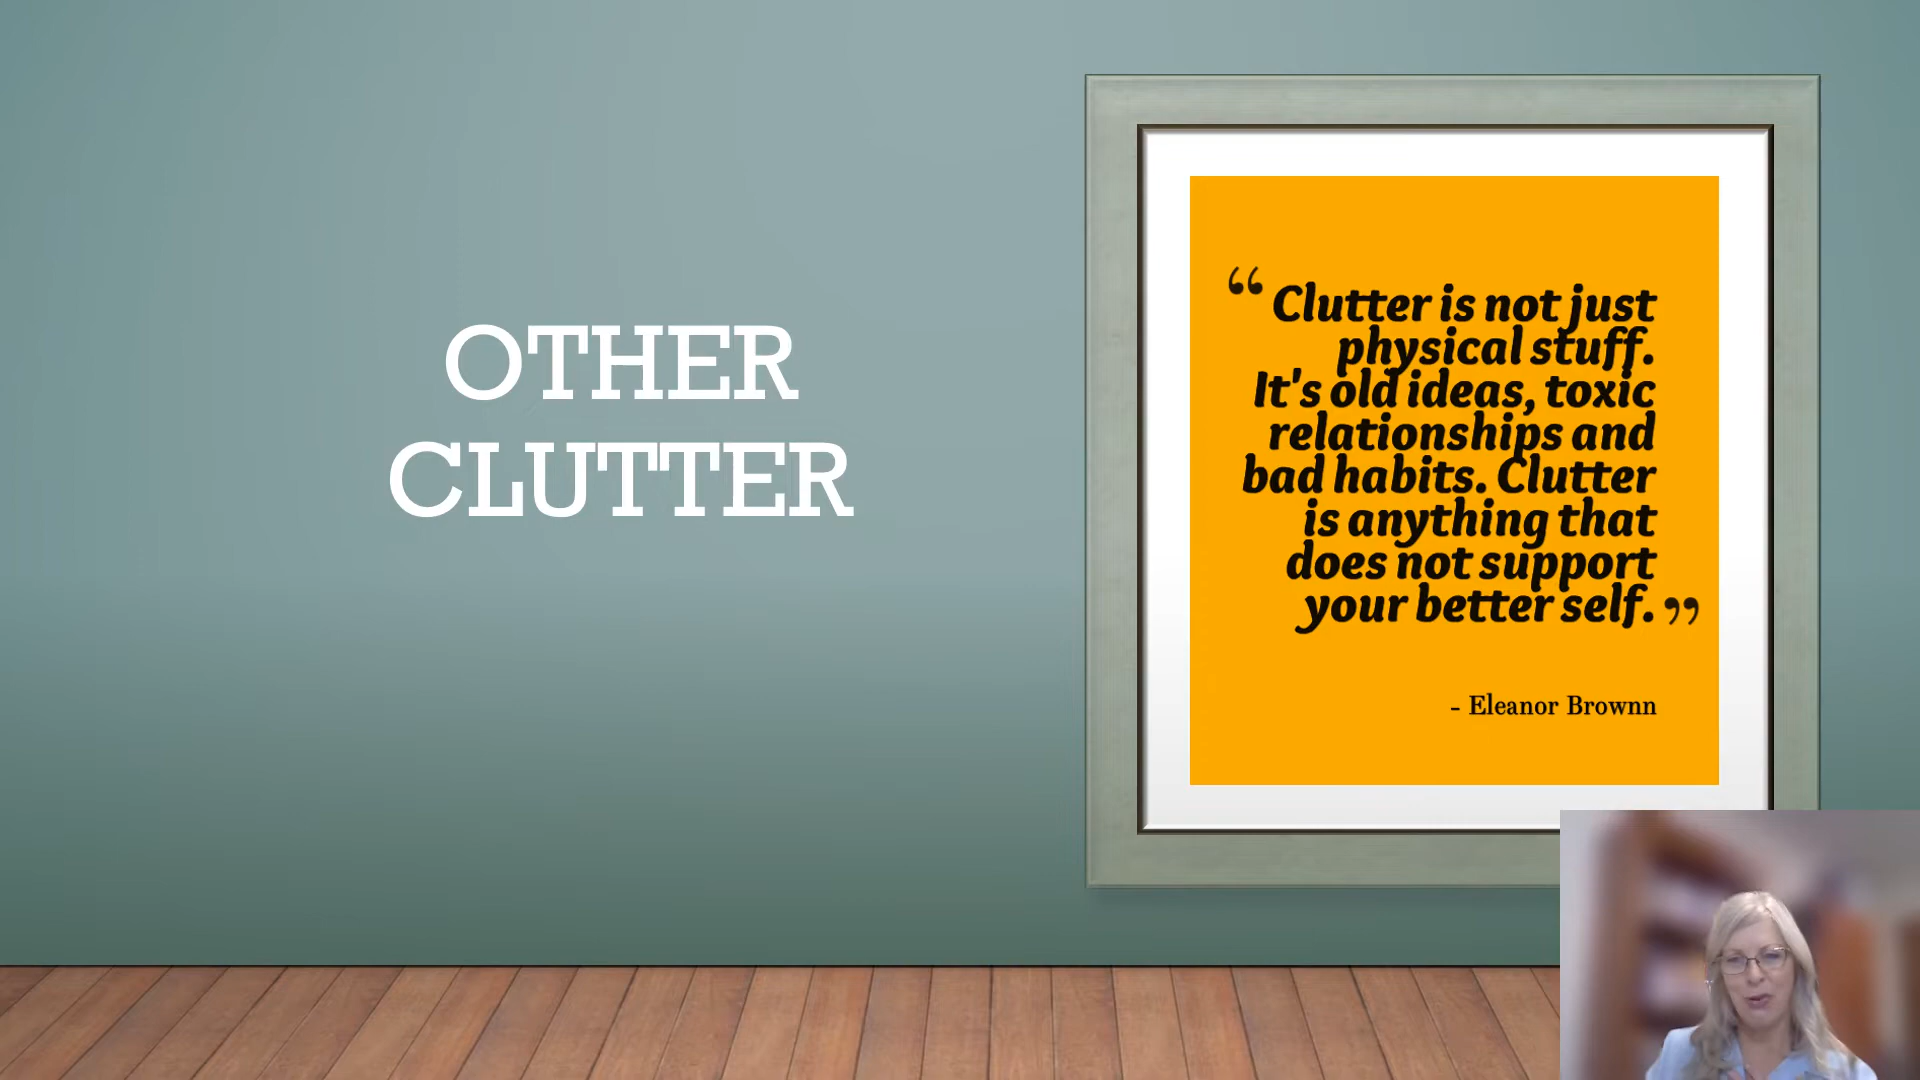 OTHER
CLUTTER
“ Clutter is not just
physical stuff.
It's old ideas, toxic
relationships and
bad habits. Clutter
is anything that
does not support
your better self. ”
- Eleanor Brownn